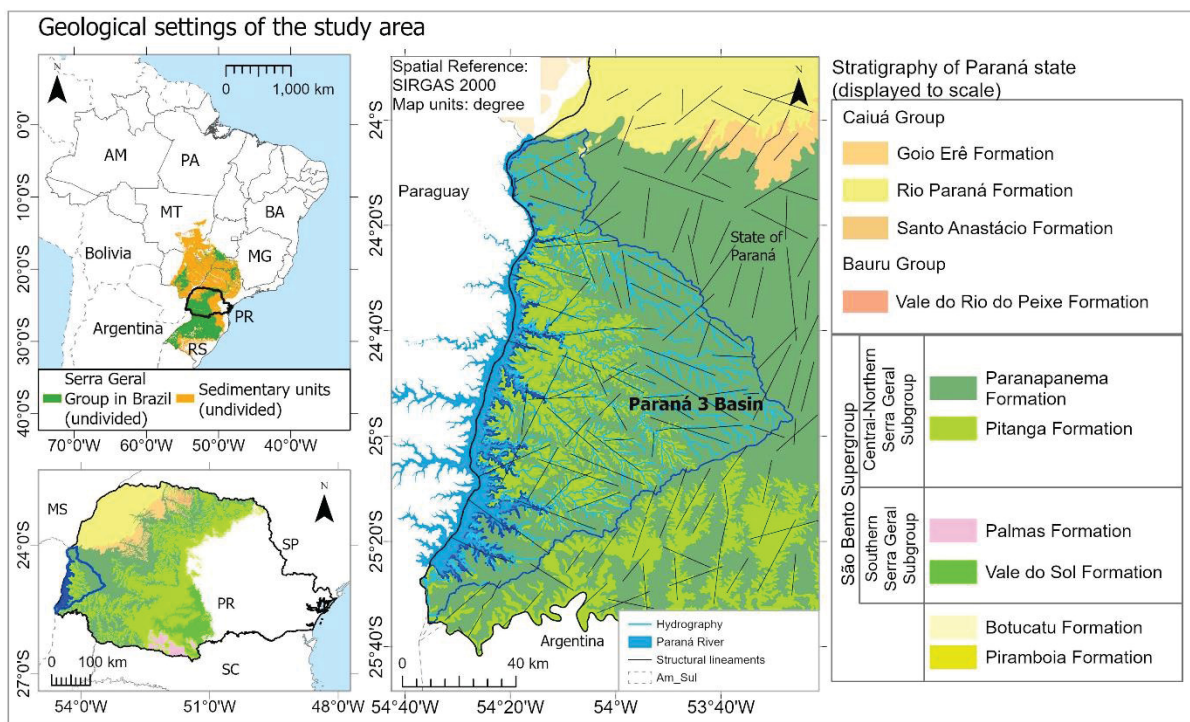 Geological settings of the study area
N
0 1,000 km
0°
10°0'S
20°0'S
30°0'S
40°0'S
AM
PA
MT
BA
Bolivia
MG
PR
Argentina
RS
Serra Geral
Group in Brazil
(undivided)
Sedimentary units
(undivided)
70°0'W 60°0'W 50°0'W 40°0'W
N
MS
SP
PR
SC
24°0'S
27°0'S
0 100 km
54°0'W 51°0'W 48°0'W
Spatial Reference:
SIRGAS 2000
Map units: degree
N
24°S
24°20'S
24°40'S
25°S
25°20'S
25°40'S
Paraguay
State of
Paraná
Paraná 3 Basin
Argentina
0 40 km
Hydrography
Paraná River
Structural lineaments
Am_Sul
54°40'W 54°20'W 54°W 53°40'W
Stratigraphy of Paraná state
(displayed to scale)
Caiuá Group
Goio Erê Formation
Rio Paraná Formation
Santo Anastácio Formation
Bauru Group
Vale do Rio do Peixe Formation
São Bento Supergroup
Central-Northern
Serra Geral
Subgroup
Paranapanema
Formation
Pitanga Formation
Southern
Serra Geral
Subgroup
Palmas Formation
Vale do Sol Formation
Botucatu Formation
Piramboia Formation